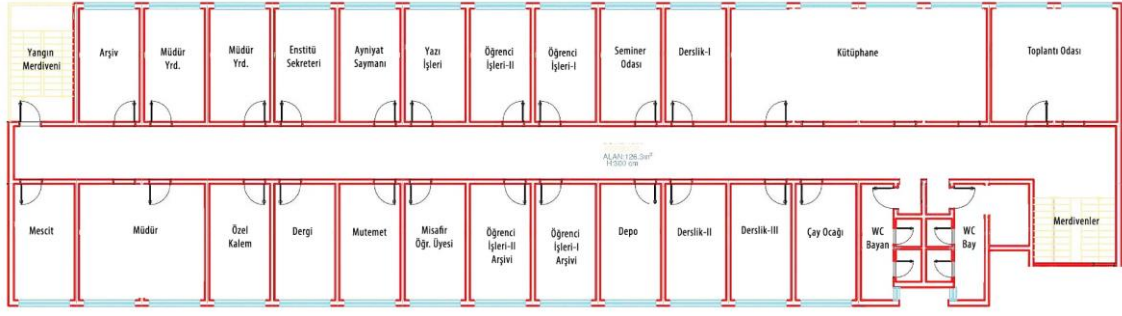 Yangın
Merdiveni
Arşiv
Müdür
Yrd.
Müdür
Yrd.
Enstitü
Sekreteri
Ayniyat
Saymanı
Yazı
İşleri
Öğrenci
İşleri-II
Öğrenci
İşleri-I
Seminer
Odası
Derslik-I
Kütüphane
Toplantı Odası
ALAN:126.3m²
H:300 cm
Mescit
Müdür
Özel
Kalem
Dergi
Mutemet
Misafir
Öğr. Üyesi
Öğrenci
İşleri-II
Arşivi
Öğrenci
İşleri-I
Arşivi
Depo
Derslik-II
Derslik-III
Çay Ocağı
WC
Bayan
WC
Bay
Merdivenler